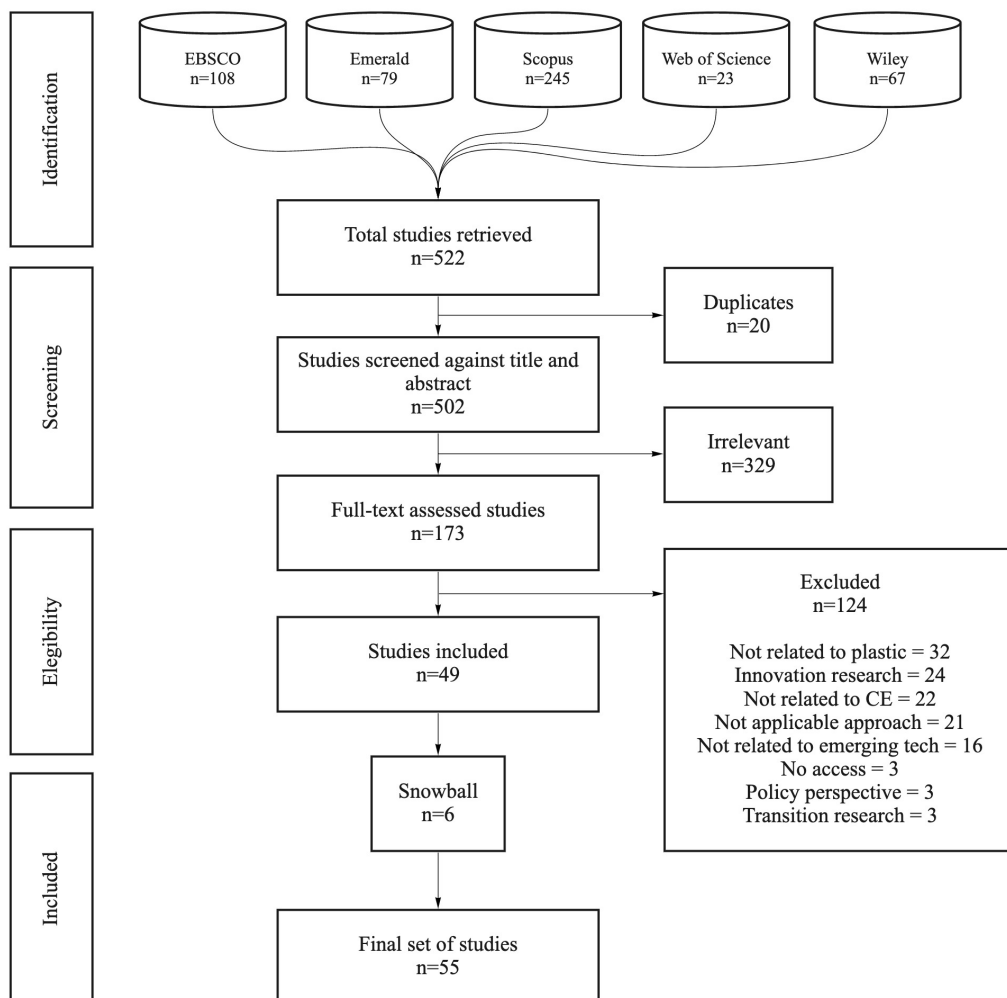 Identification
EBSCO
n=108
Emerald
n=79
Scopus
n=245
Web of Science
n=23
Wiley
n=67
Total studies retrieved
n=522
Screening
Duplicates
n=20
Studies screened against title and
abstract
n=502
Irrelevant
n=329
Full-text assessed studies
n=173
Elegibility
Excluded
n=124
Not related to plastic = 32
Innovation research = 24
Not related to CE = 22
Not applicable approach = 21
Not related to emerging tech = 16
No access = 3
Policy perspective = 3
Transition research = 3
Studies included
n=49
Included
Snowball
n=6
Final set of studies
n=55